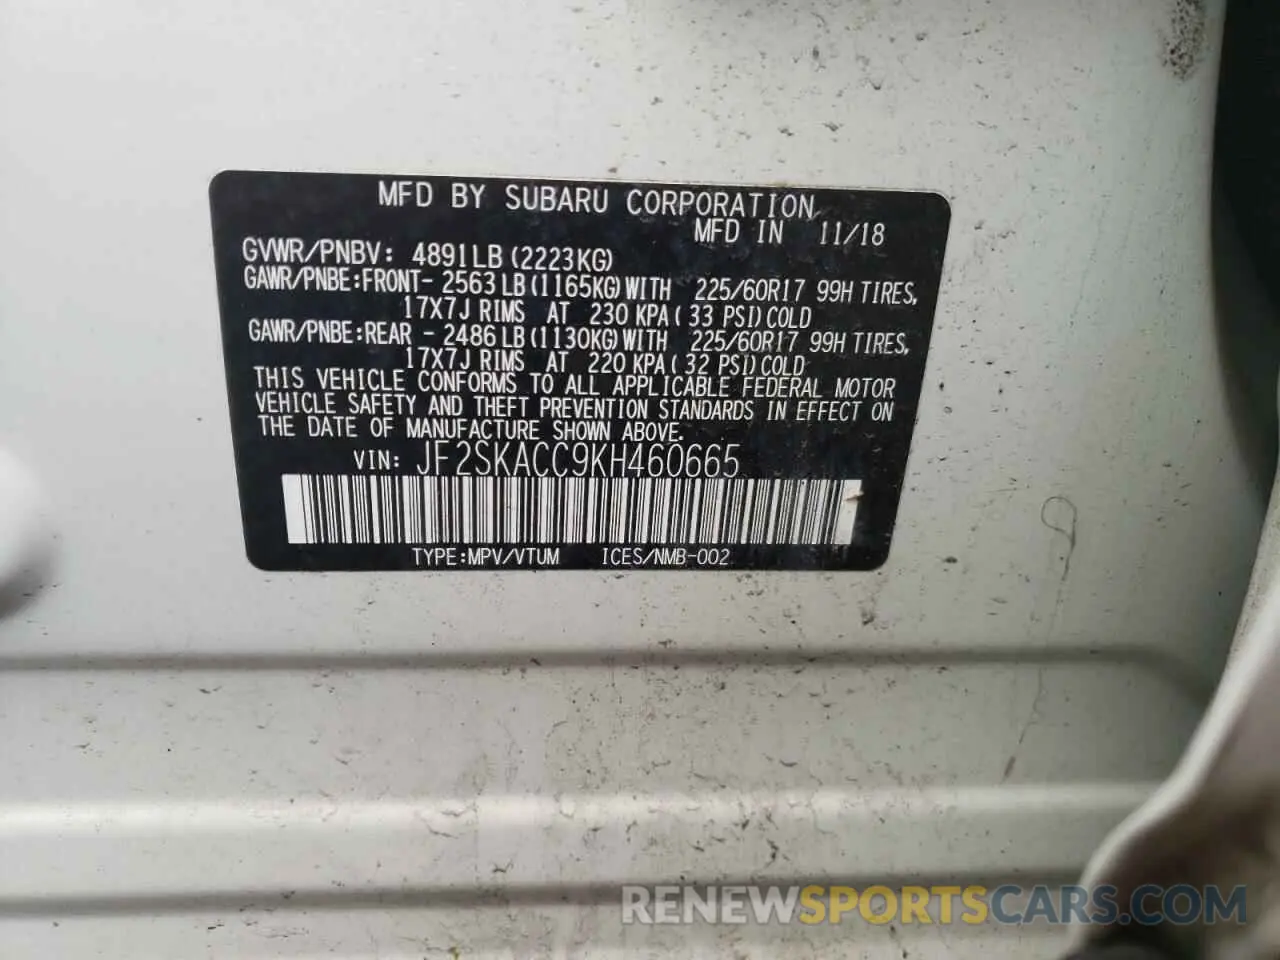 MFD BY SUBARU CORPORATION
MFD IN 11/18
GVWR/PNBV: 4891LB(2223KG)
GAWR/PNBE:FRONT- 2563LB(1165KG)WITH 225/60R17 99H TIRES,
17X7J RIMS AT 230 KPA( 33 PSI)COLD
GAWR/PNBE:REAR - 2486LB(1130KG)WITH 225/60R17 99H TIRES,
17X7J RIMS AT 220 KPA( 32 PSI)COLD
THIS VEHICLE CONFORMS TO ALL APPLICABLE FEDERAL MOTOR
VEHICLE SAFETY AND THEFT PREVENTION STANDARDS IN EFFECT ON
THE DATE OF MANUFACTURE SHOWN ABOVE.
VIN: JF2SKACC9KH460665
TYPE:MPV/VTUM ICES/NMB-002
RENEWSPORTSCARS.COM